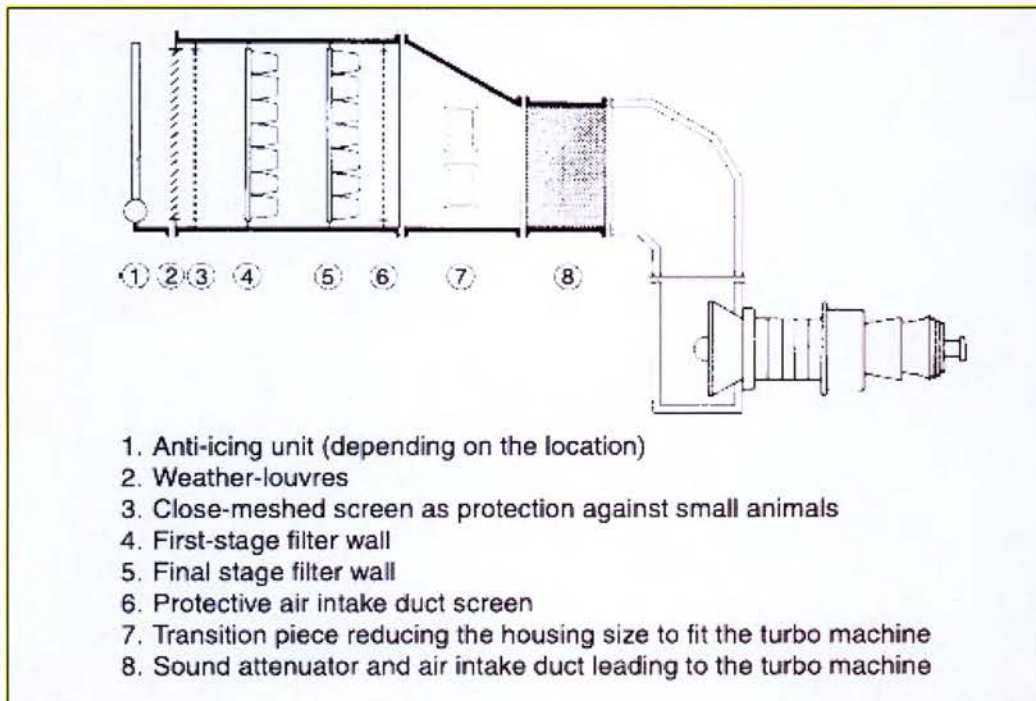 1 2 3 4 5 6 7 8
1. Anti-icing unit (depending on the location)
2. Weather-louvres
3. Close-meshed screen as protection against small animals
4. First-stage filter wall
5. Final stage filter wall
6. Protective air intake duct screen
7. Transition piece reducing the housing size to fit the turbo machine
8. Sound attenuator and air intake duct leading to the turbo machine